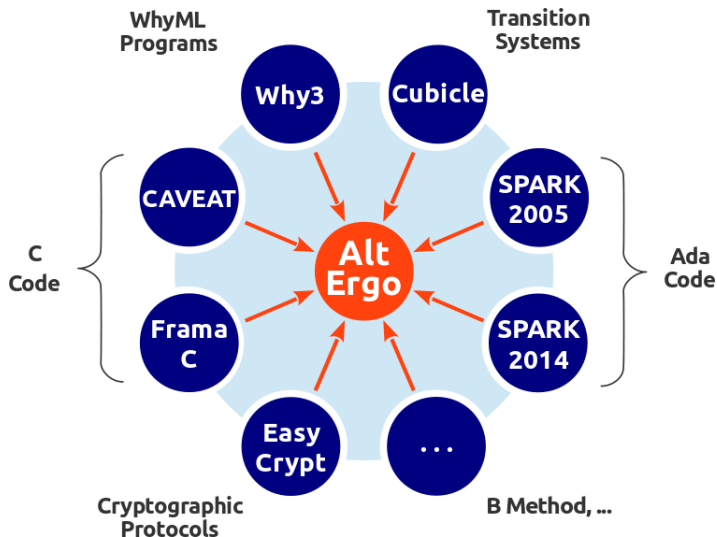 WhyML
Programs
Transition
Systems
Why3
Cubicle
CAVEAT
SPARK
2005
C
Code
Alt
Ergo
Ada
Code
Frama
C
SPARK
2014
Easy
Crypt
...
Cryptographic
Protocols
B Method, ...